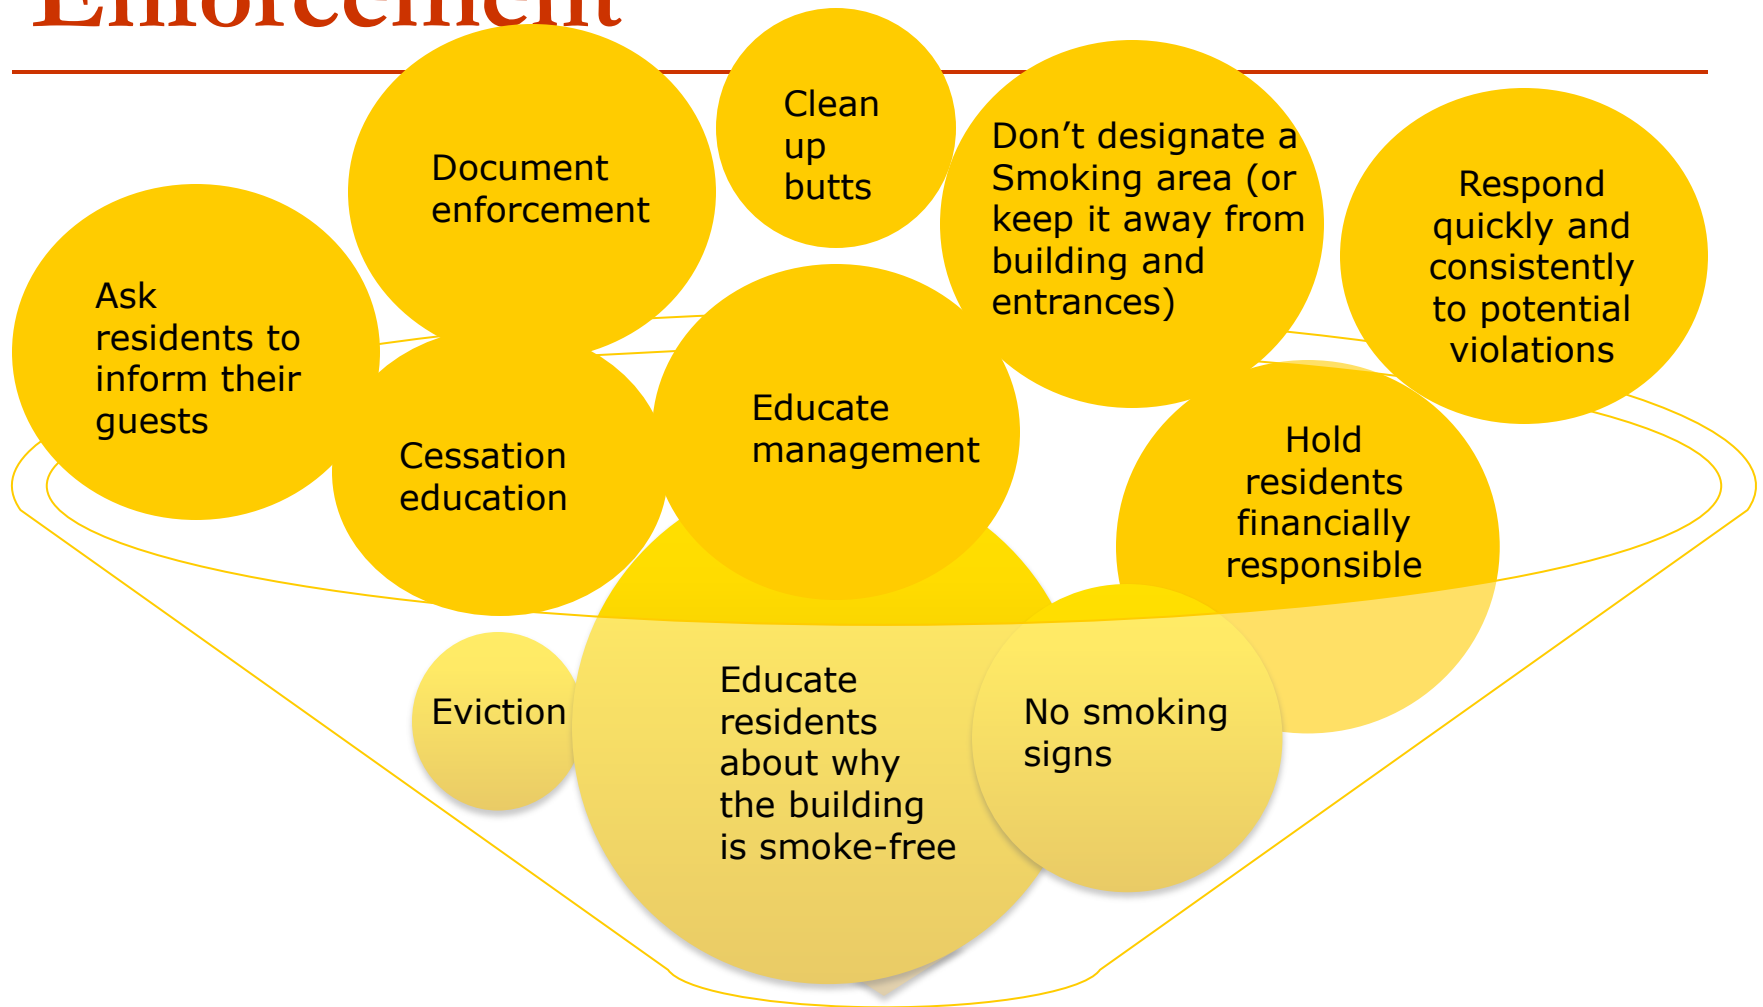 Enforcement
Clean
up
butts
Document
enforcement
Don’t designate a
Smoking area (or
keep it away from
building and
entrances)
Respond
quickly and
consistently
to potential
violations
Ask
residents to
inform their
guests
Cessation
education
Educate
management
Hold
residents
financially
responsible
Eviction
Educate
residents
about why
the building
is smoke-free
No smoking
signs